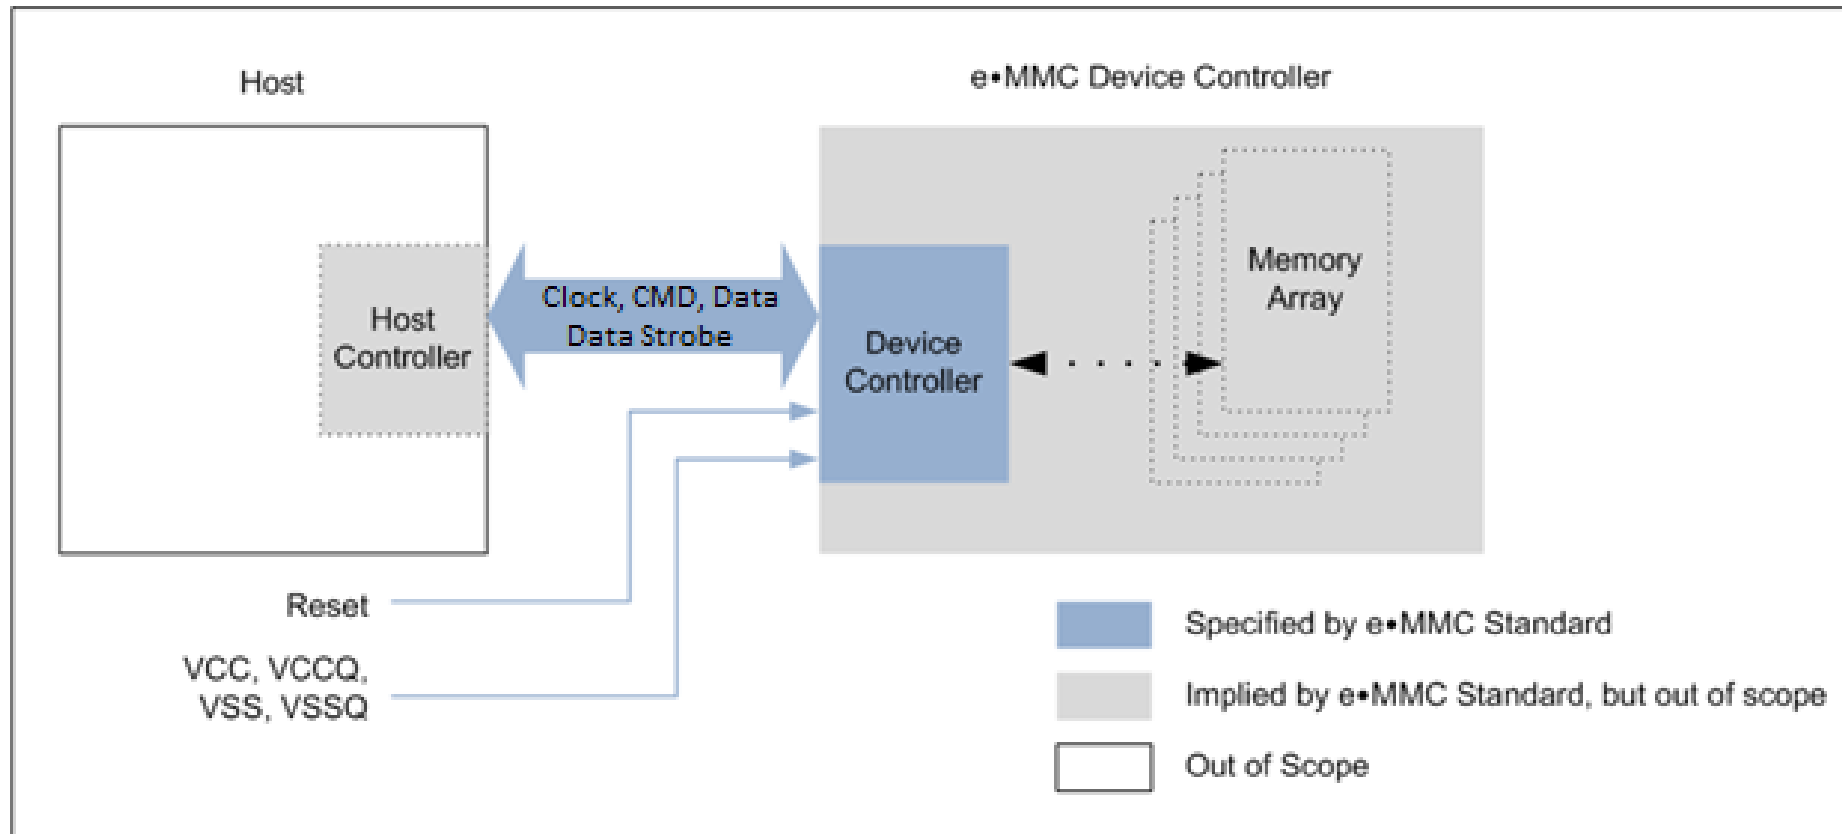 Host
e•MMC Device Controller
Host
Controller
Clock, CMD, Data
Data Strobe
Device
Controller
Memory
Array
Reset
VCC, VCCQ,
VSS, VSSQ
Specified by e•MMC Standard
Implied by e•MMC Standard, but out of scope
Out of Scope